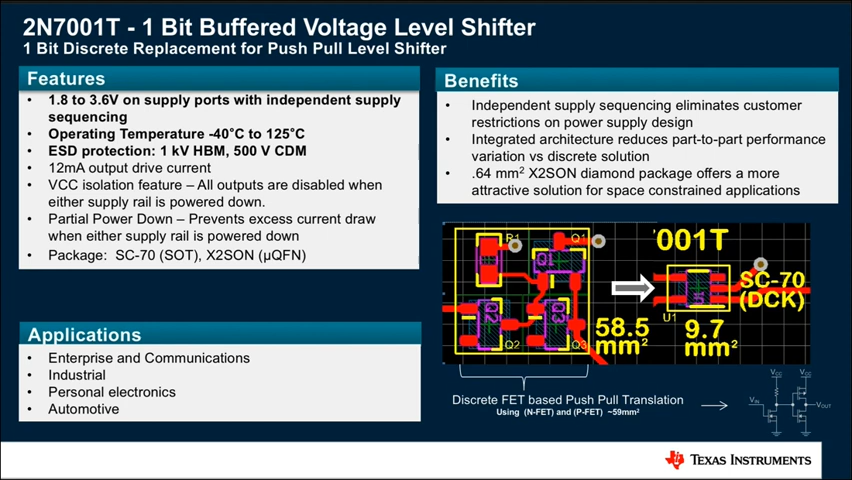 2N7001T - 1 Bit Buffered Voltage Level Shifter
1 Bit Discrete Replacement for Push Pull Level Shifter
Features
• 1.8 to 3.6V on supply ports with independent supply
sequencing
• Operating Temperature -40°C to 125°C
• ESD protection: 1 kV HBM, 500 V CDM
• 12mA output drive current
• VCC isolation feature – All outputs are disabled when
either supply rail is powered down.
• Partial Power Down – Prevents excess current draw
when either supply rail is powered down
• Package: SC-70 (SOT), X2SON (µQFN)
Applications
• Enterprise and Communications
• Industrial
• Personal electronics
• Automotive
Benefits
• Independent supply sequencing eliminates customer
restrictions on power supply design
• Integrated architecture reduces part-to-part performance
variation vs discrete solution
• .64 mm² X2SON diamond package offers a more
attractive solution for space constrained applications
R1
Q1
Q1
Q2
Q3
Q2
Q3
58.5
mm²
001T
U1
U1
SC-70
(DCK)
9.7
mm²
Discrete FET based Push Pull Translation
Using (N-FET) and (P-FET) ~59mm²
VCC
VCC
VIN
VOUT
TEXAS INSTRUMENTS